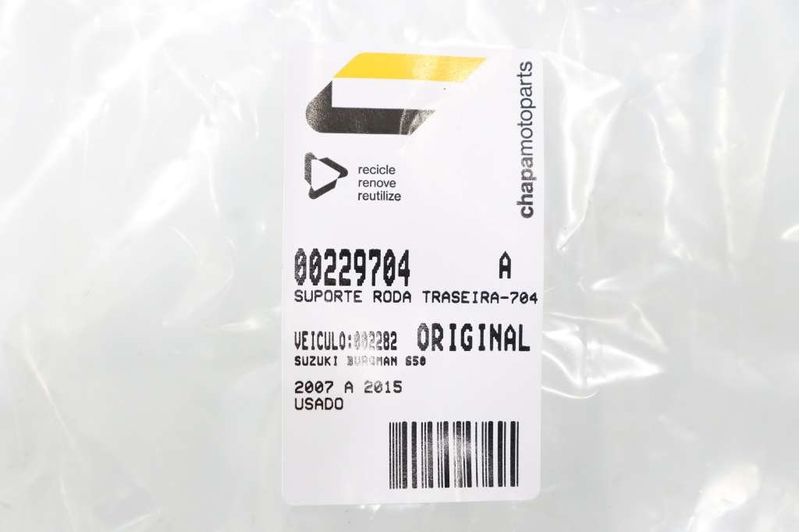 chapamotoparts
recicle
renove
reutilize
00229704 A
SUPORTE RODA TRASEIRA-704
VEICULO:002282 ORIGINAL
SUZUKI BURGMAN 650
2007 A 2015
USADO